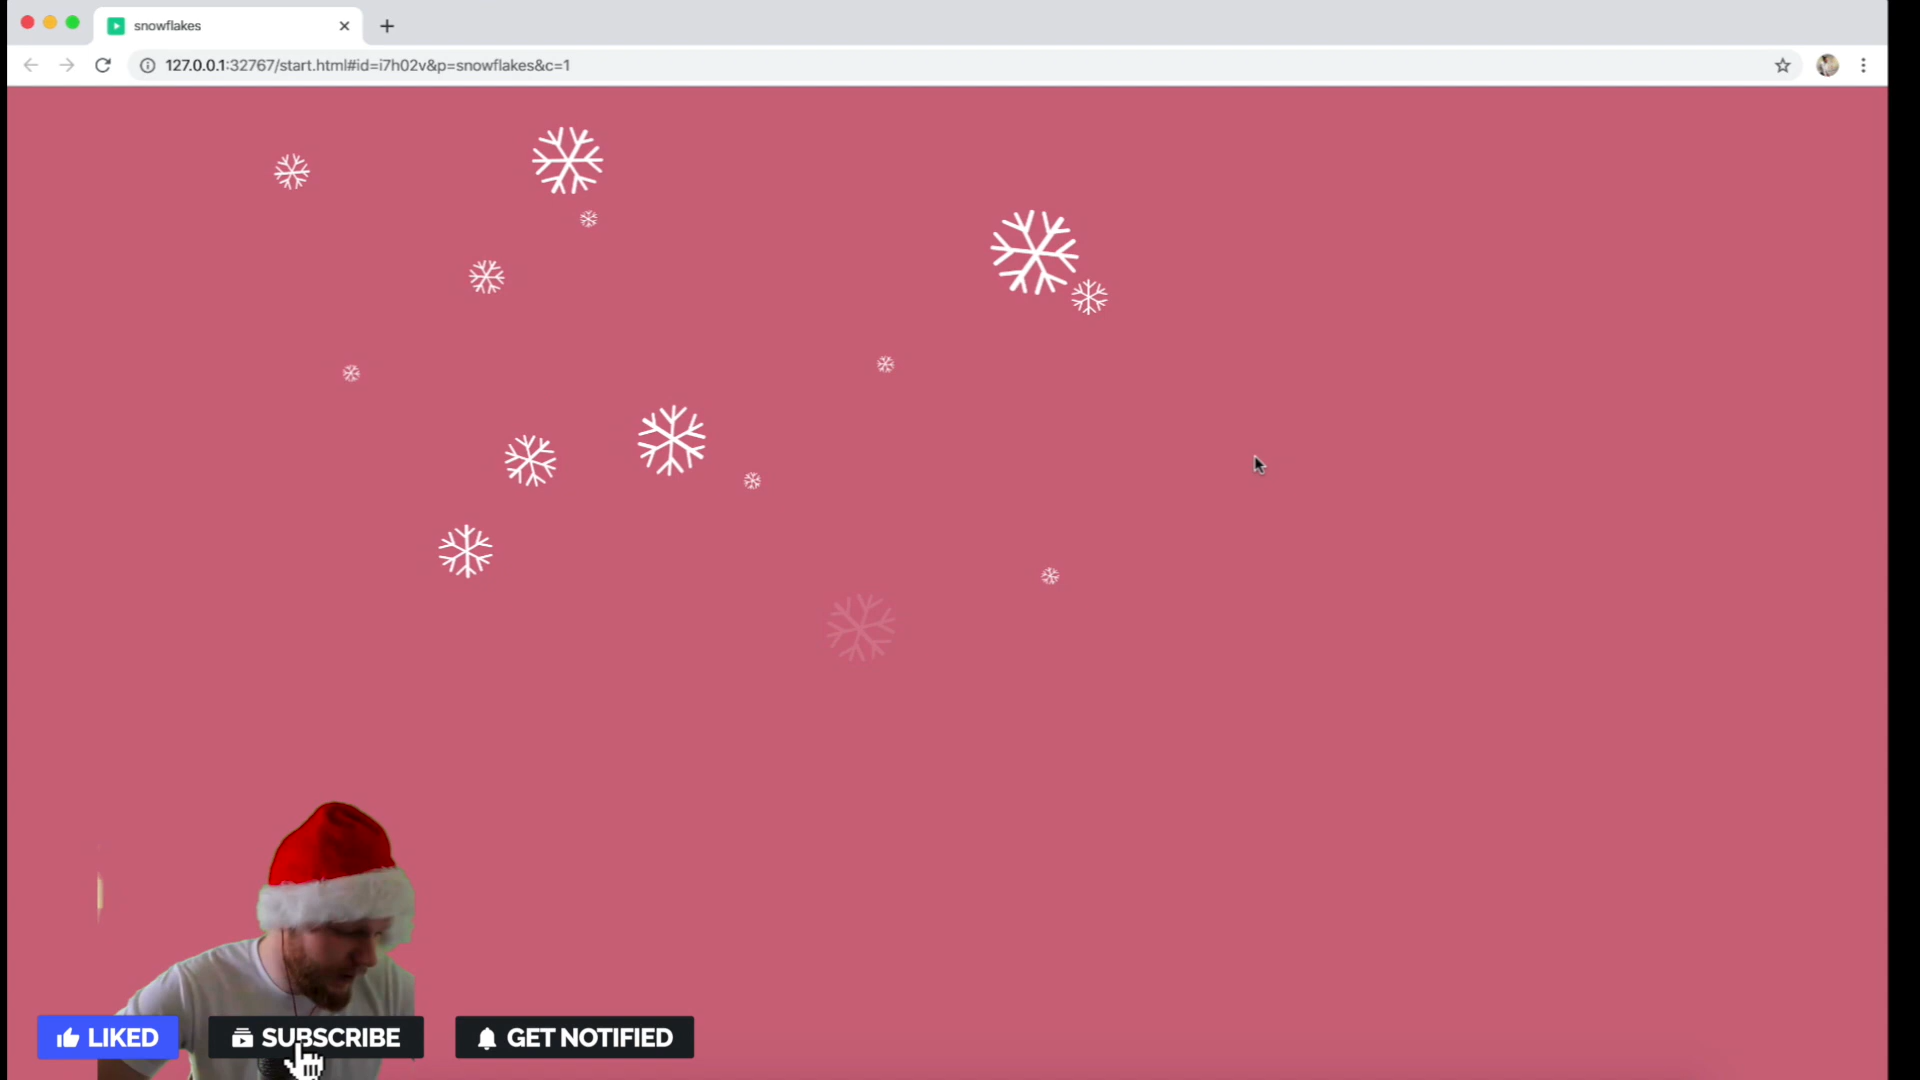 snowflakes
127.0.0.1:32767/start.html#id=i7h02v&p=snowflakes&c=1
LIKED
SUBSCRIBE
GET NOTIFIED